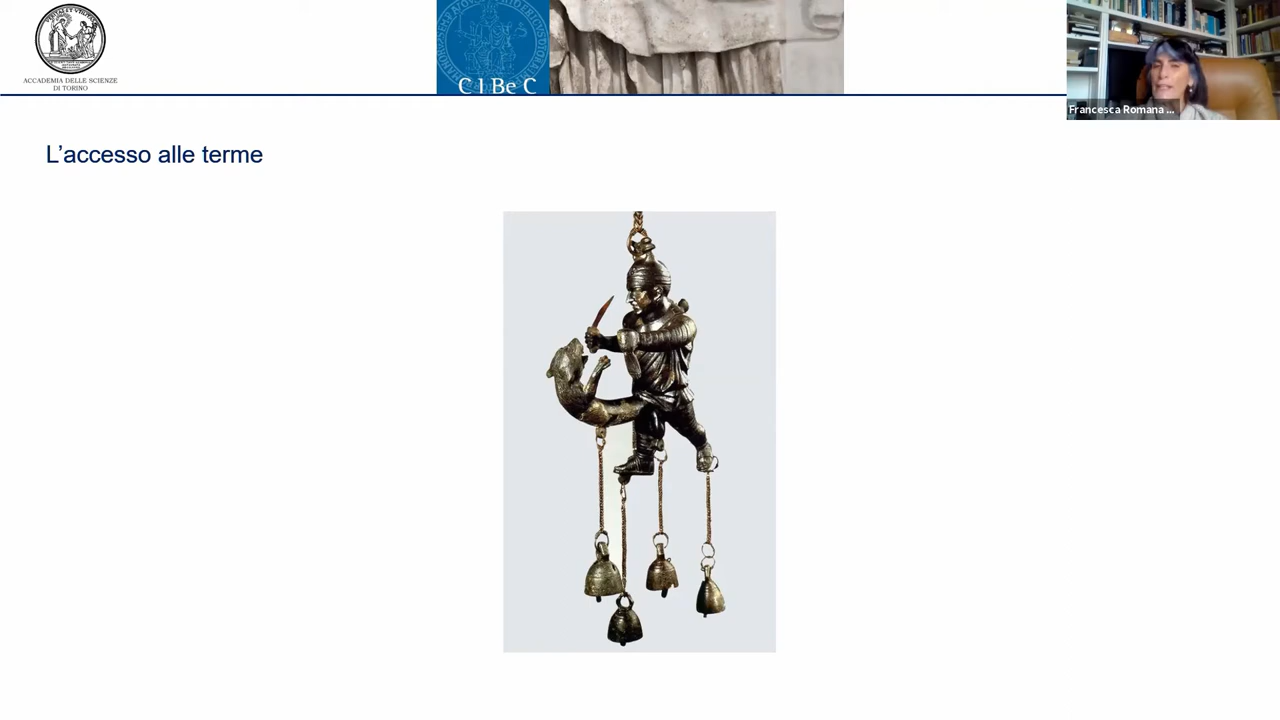 ACCADEMIA DELLE SCIENZE
DI TORINO
C I Be C
Francesca Romana ...
L'accesso alle terme